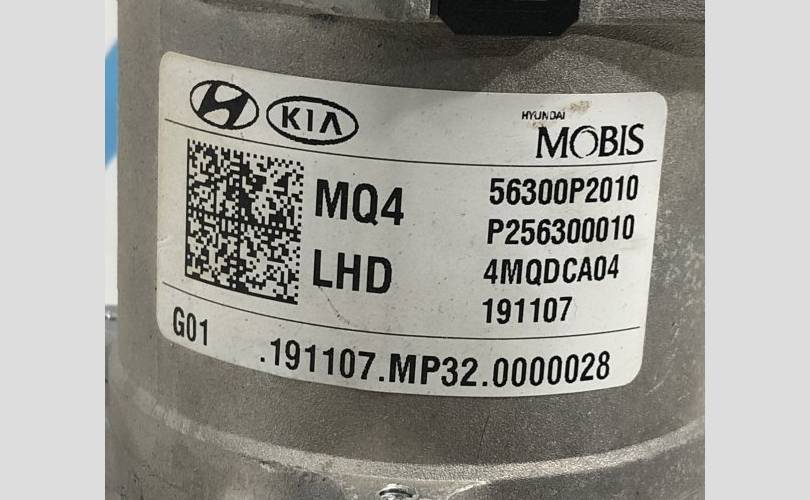 KIA
HYUNDAI
MOBIS
MQ4
56300P2010
P256300010
LHD
4MQDCA04
191107
G01
.191107.MP32.0000028